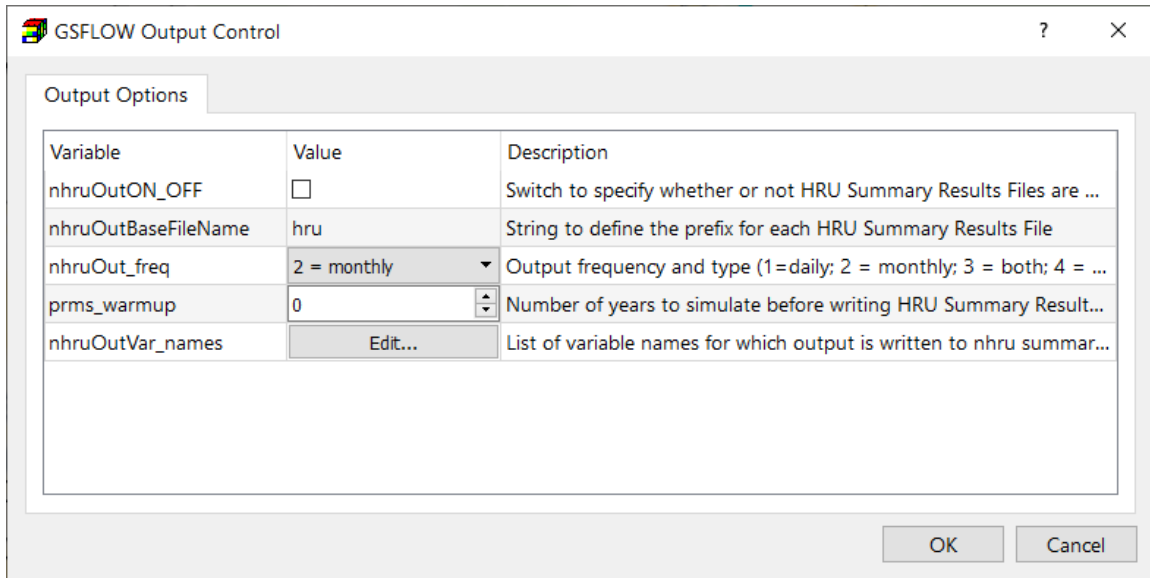 GSFLOW Output Control ? ×
Output Options
Variable Value Description
nhruOutON_OFF Switch to specify whether or not HRU Summary Results Files are ...
nhruOutBaseFileName hru String to define the prefix for each HRU Summary Results File
nhruOut_freq 2 = monthly Output frequency and type (1=daily; 2 = monthly; 3 = both; 4 = ...
prms_warmup 0 Number of years to simulate before writing HRU Summary Result...
nhruOutVar_names Edit... List of variable names for which output is written to nhru summar...
OK Cancel